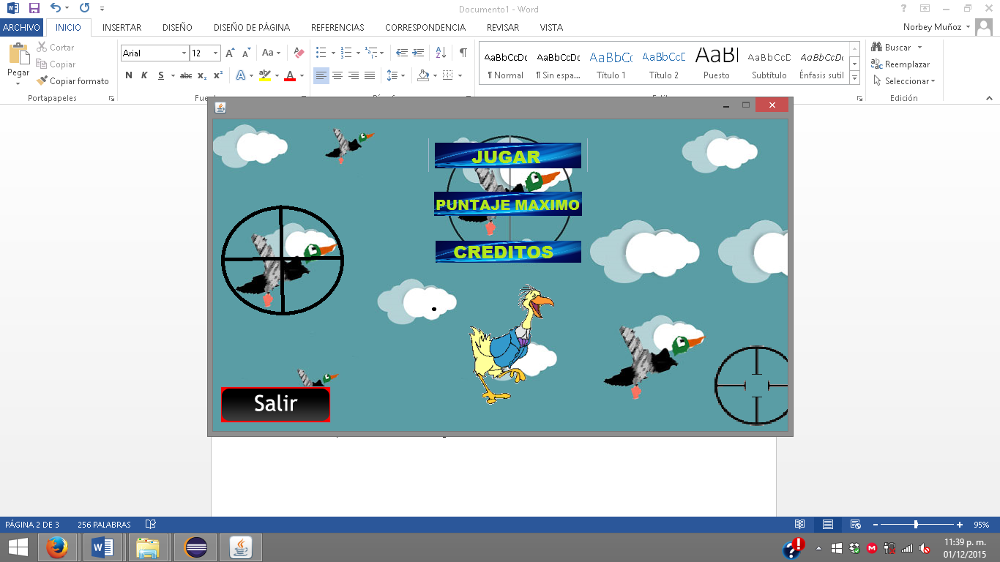 Documento1 - Word
ARCHIVO INICIO INSERTAR DISEÑO DISEÑO DE PÁGINA REFERENCIAS CORRESPONDENCIA REVISAR VISTA Norbey Muñoz
Pegar
Cortar
Copiar
Copiar formato
Portapapeles
Arial 12
Aa
N K S abc x₂ x² A ab A
Fue
AaBbCcDc AaBbCcDc AaBbCc AaBbCcD AaBl AaBbCcD AaBbCcDc
¶ Normal ¶ Sin espa... Título 1 Título 2 Puesto Subtítulo Énfasis sutil
Buscar
Reemplazar
Seleccionar
Edición
JUGAR
PUNTAJE MAXIMO
CREDITOS
Salir
PÁGINA 2 DE 3 256 PALABRAS 95%
11:39 p. m.
01/12/2015